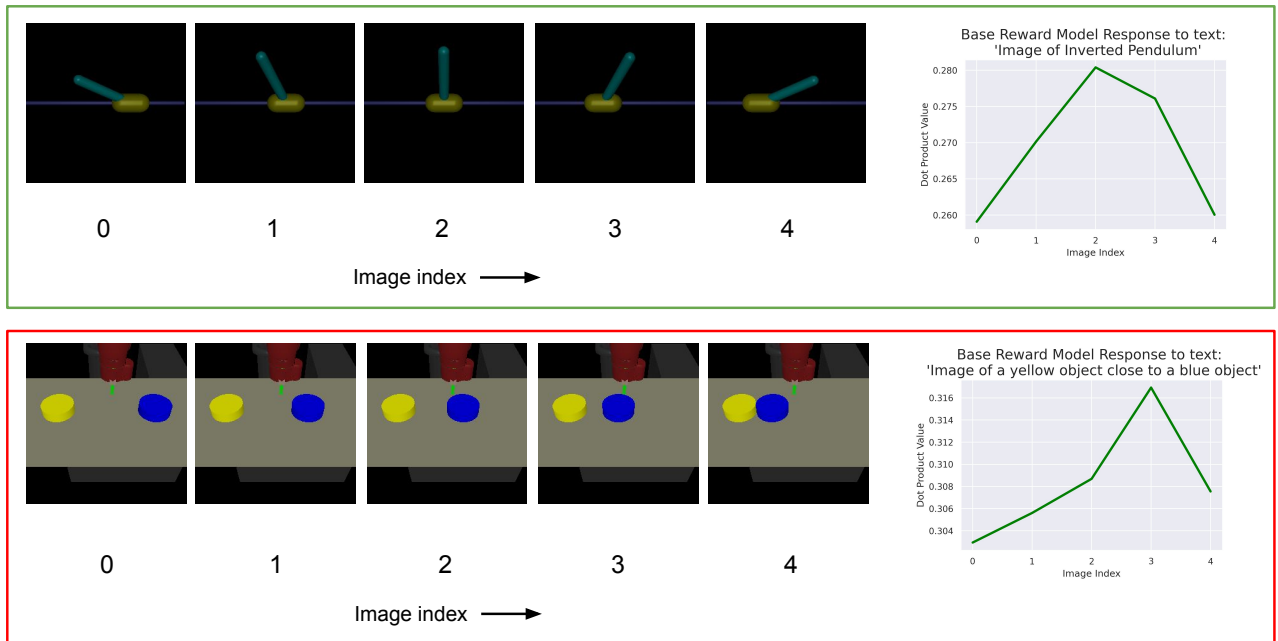 Base Reward Model Response to text:
'Image of Inverted Pendulum'
0.280
0.275
0.270
0.265
0.260
Dot Product Value
0 1 2 3 4
Image Index
0 1 2 3 4
Image index
Base Reward Model Response to text:
'Image of a yellow object close to a blue object'
0.316
0.314
0.312
0.310
0.308
0.306
0.304
Dot Product Value
0 1 2 3 4
Image Index
0 1 2 3 4
Image index